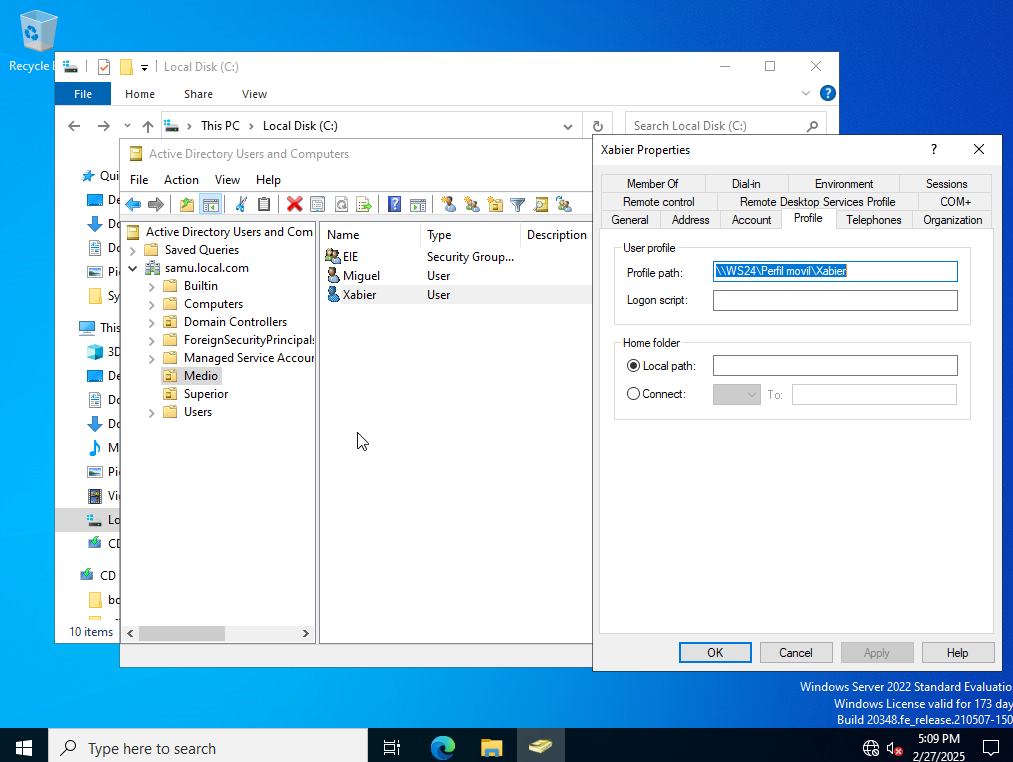 Recycle
Local Disk (C:)
File
Home
Share
View
This PC
Local Disk (C:)
Search Local Disk (C:)
Active Directory Users and Computers
File
Action
View
Help
Qui
De
Do
Do
Pi
Sy
This
3D
De
Do
Do
M
Pi
Vi
Lo
CD
CD
bo
10 items
Active Directory Users and Com
Saved Queries
samu.local.com
Builtin
Computers
Domain Controllers
ForeignSecurityPrincipals
Managed Service Accoun
Medio
Superior
Users
Name
Type
Description
EIE
Security Group...
Miguel
User
Xabier
User
Xabier Properties
?
Member Of
Dial-in
Environment
Sessions
Remote control
Remote Desktop Services Profile
COM+
General
Address
Account
Profile
Telephones
Organization
User profile
Profile path:
\\WS24\Perfil movil\Xabier
Logon script:
Home folder
Local path:
Connect:
To:
OK
Cancel
Apply
Help
Windows Server 2022 Standard Evaluatio
Windows License valid for 173 day
Build 20348.fe_release.210507-150
Type here to search
5:09 PM
2/27/2025